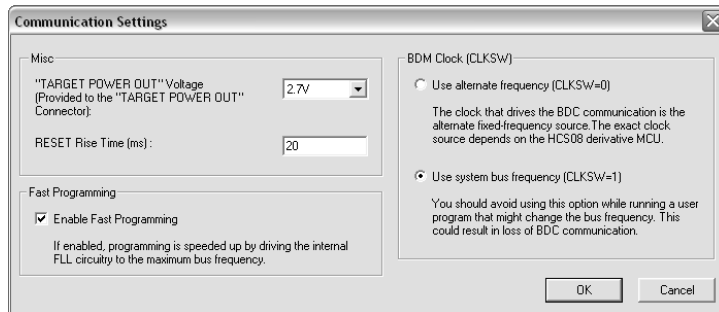 Communication Settings
Misc
"TARGET POWER OUT" Voltage
(Provided to the "TARGET POWER OUT"
Connector):
2.7V
RESET Rise Time (ms) :
20
Fast Programming
Enable Fast Programming
If enabled, programming is speeded up by driving the internal
FLL circuitry to the maximum bus frequency.
BDM Clock (CLKSW)
Use alternate frequency (CLKSW=0)
The clock that drives the BDC communication is the
alternate fixed-frequency source.The exact clock
source depends on the HCS08 derivative MCU.
Use system bus frequency (CLKSW=1)
You should avoid using this option while running a user
program that might change the bus frequency. This
could result in loss of BDC communication.
OK
Cancel